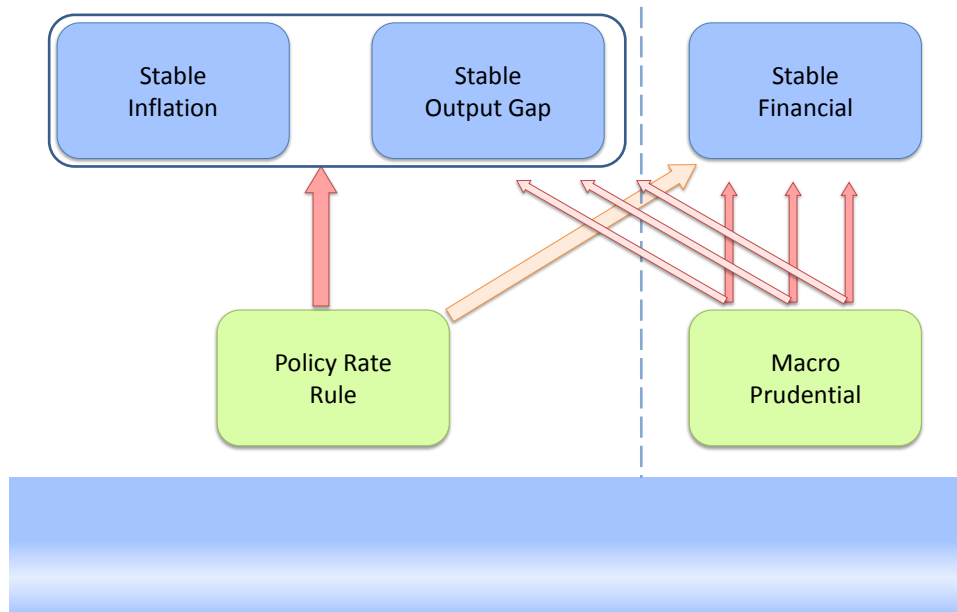 Stable
Inflation
Stable
Output Gap
Stable
Financial
Policy Rate
Rule
Macro
Prudential